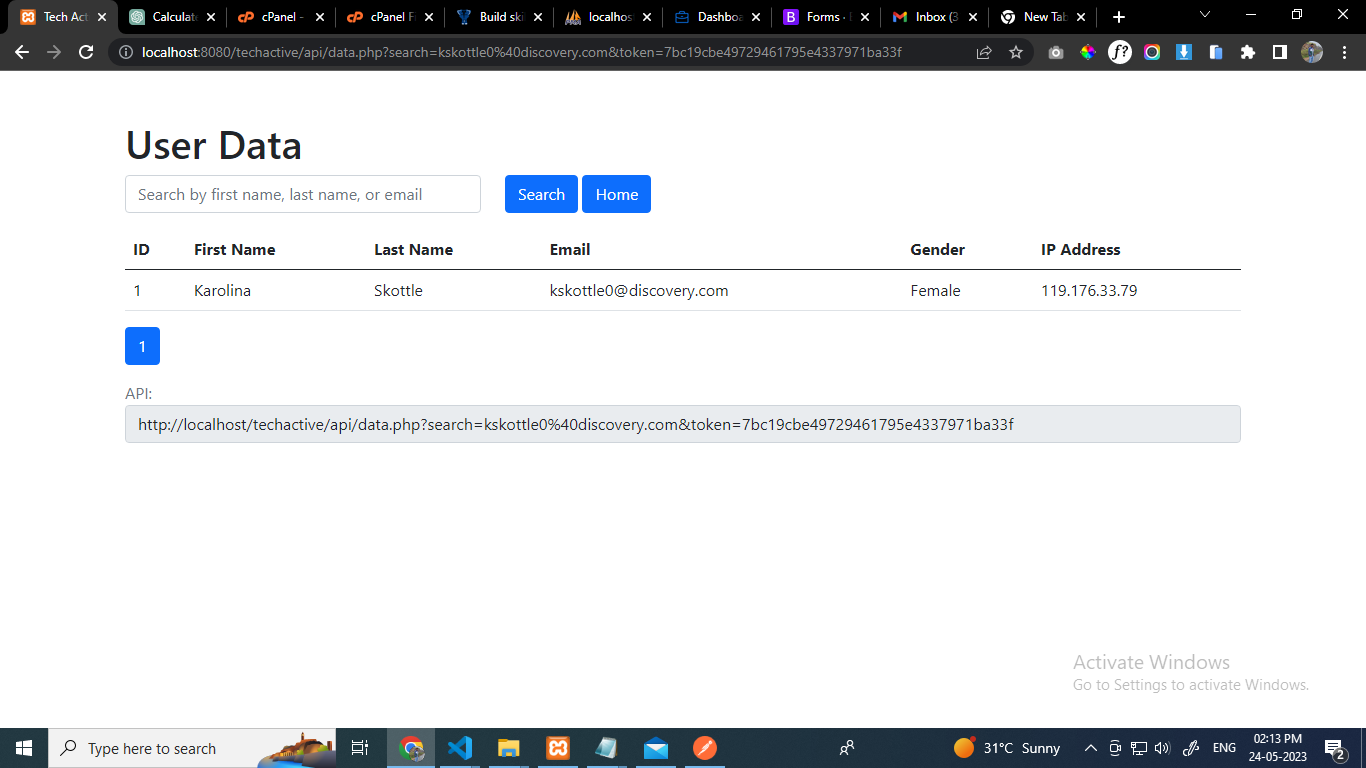 Tech Act
Calculate
cPanel -
cPanel F
Build ski
localhos
Dashboa
Forms ·
Inbox (3
New Tab
localhost:8080/techactive/api/data.php?search=kskottle0%40discovery.com&token=7bc19cbe49729461795e4337971ba33f
f?
User Data
Search by first name, last name, or email
Search
Home
ID First Name Last Name Email Gender IP Address
1 Karolina Skottle kskottle0@discovery.com Female 119.176.33.79
1
API:
http://localhost/techactive/api/data.php?search=kskottle0%40discovery.com&token=7bc19cbe49729461795e4337971ba33f
Activate Windows
Go to Settings to activate Windows.
Type here to search
31°C Sunny
ENG
02:13 PM
24-05-2023
2